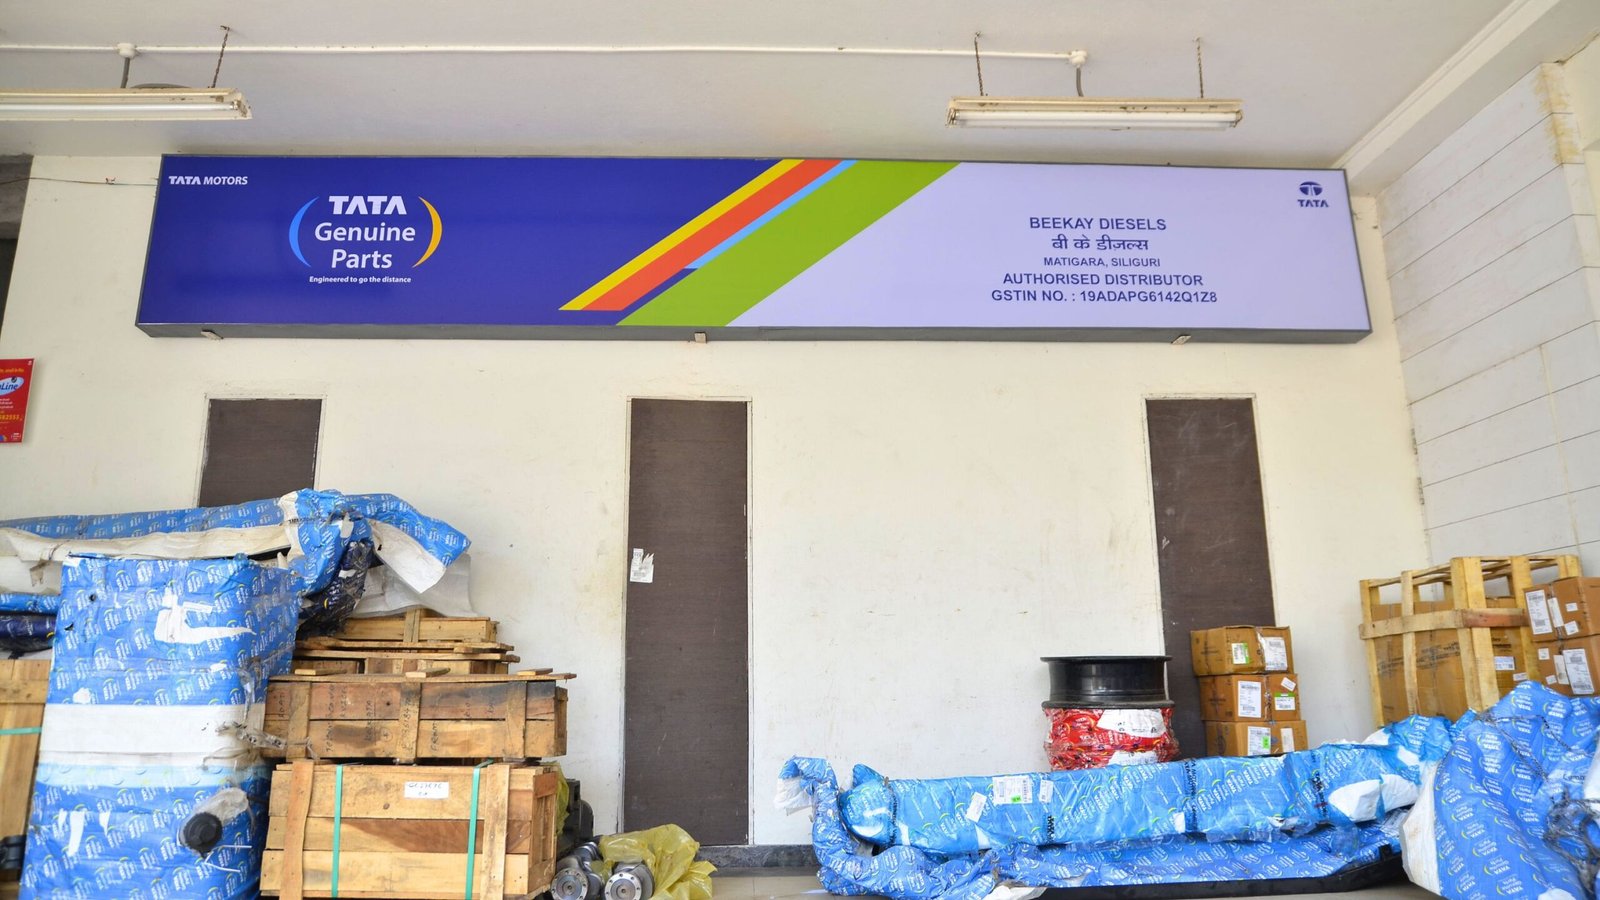 TATA MOTORS
TATA
Genuine
Parts
Engineered to go the distance
BEEKAY DIESELS
बी के डीज़ल्स
MATIGARA, SILIGURI
AUTHORISED DISTRIBUTOR
GSTIN NO. : 19ADAPG6142Q1Z8
TATA